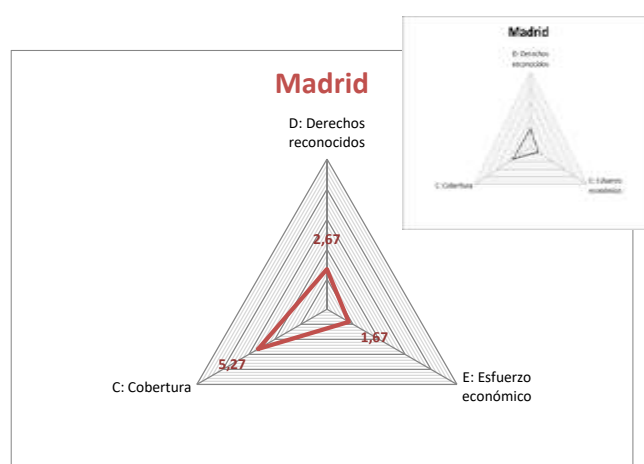 Madrid
D: Derechos
reconocidos
2,67
1,67
5,27
C: Cobertura
E: Esfuerzo
económico
Madrid
D: Derechos
reconocidos
C: Cobertura
E: Esfuerzo
económico